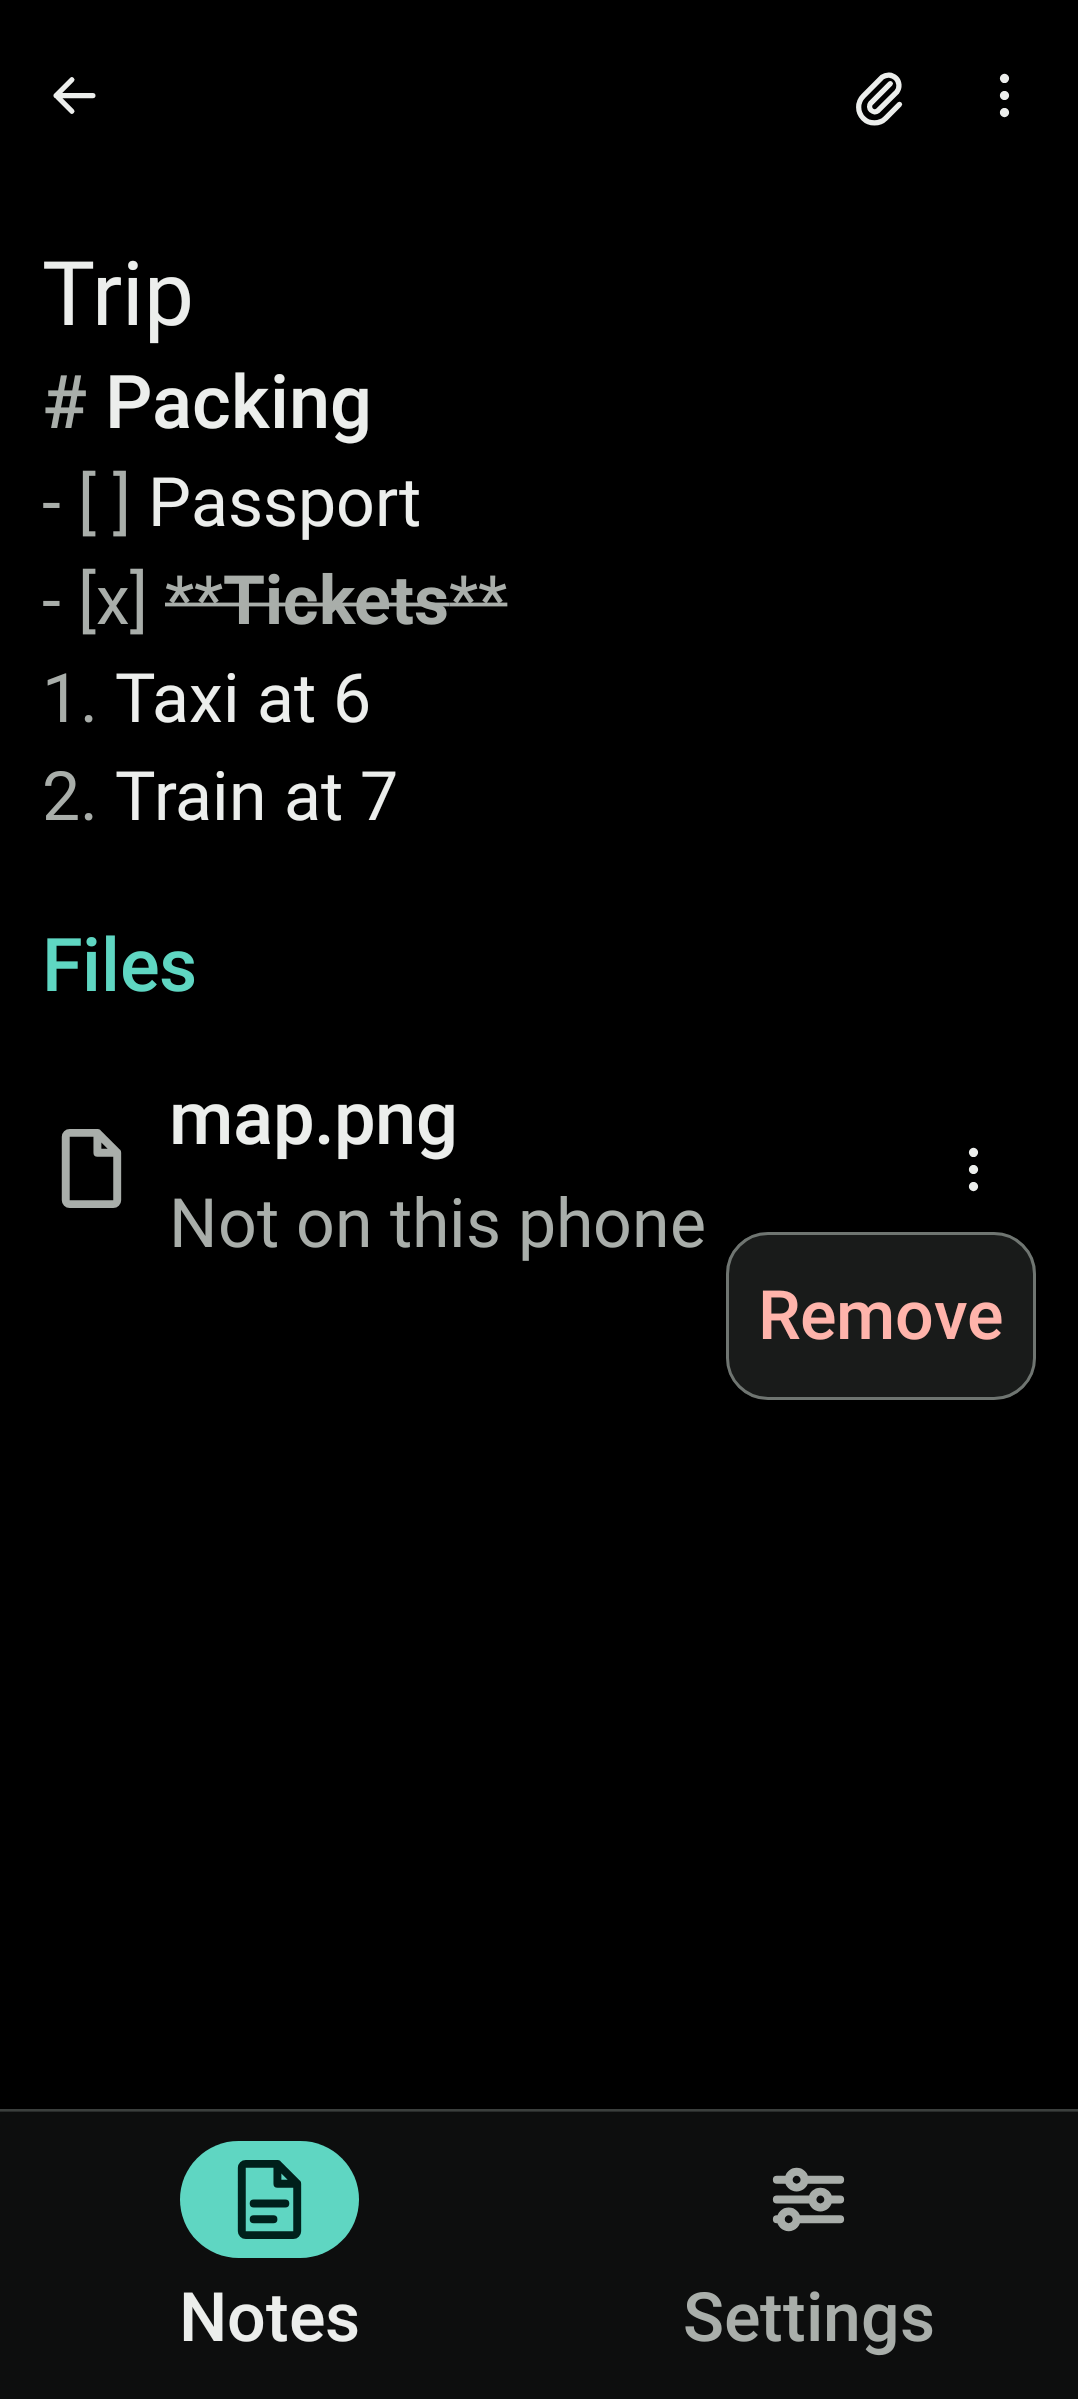 Trip
# Packing
- [ ] Passport
- [x] **Tickets**
1. Taxi at 6
2. Train at 7
Files
map.png
Not on this phone
Remove
Notes
Settings